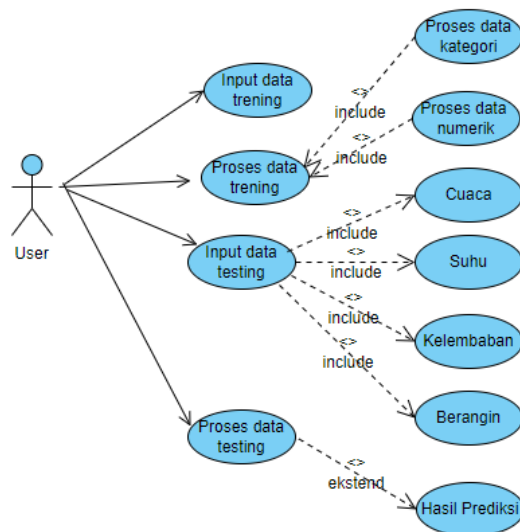 Proses data
kategori
<>
include
Input data
trening
Proses data
numerik
<>
include
Proses data
trening
Cuaca
<>
include
User
Input data
testing
<>
include
Suhu
<>
include
Kelembaban
<>
include
Berangin
Proses data
testing
<>
ekstend
Hasil Prediksi